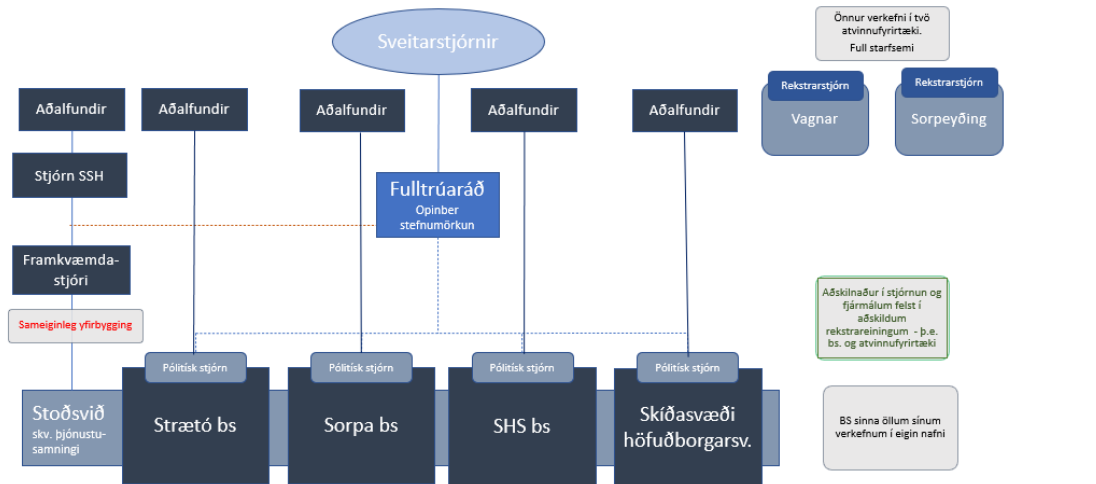 Sveitarstjórnir
Önnur verkefni í tvö
atvinnufyrirtæki.
Full starfsemi
Rekstrarstjórn
Vagnar
Rekstrarstjórn
Sorpeyðing
Aðalfundir
Aðalfundir
Aðalfundir
Aðalfundir
Aðalfundir
Stjórn SSH
Fulltrúaráð
Opinber
stefnumörkun
Framkvæmda-
stjóri
Sameiginleg yfirbygging
Aðskilnaður í stjórnun og
fjármálum felst í
aðskildum
rekstrareiningum - þ.e.
bs. og atvinnufyrirtæki
Pólitísk stjórn
Pólitísk stjórn
Pólitísk stjórn
Pólitísk stjórn
Stoðsvið
skv. þjónustu-
samningi
Strætó bs
Sorpa bs
SHS bs
Skíðasvæði
höfuðborgarsv.
BS sinna öllum sínum
verkefnum í eigin nafni